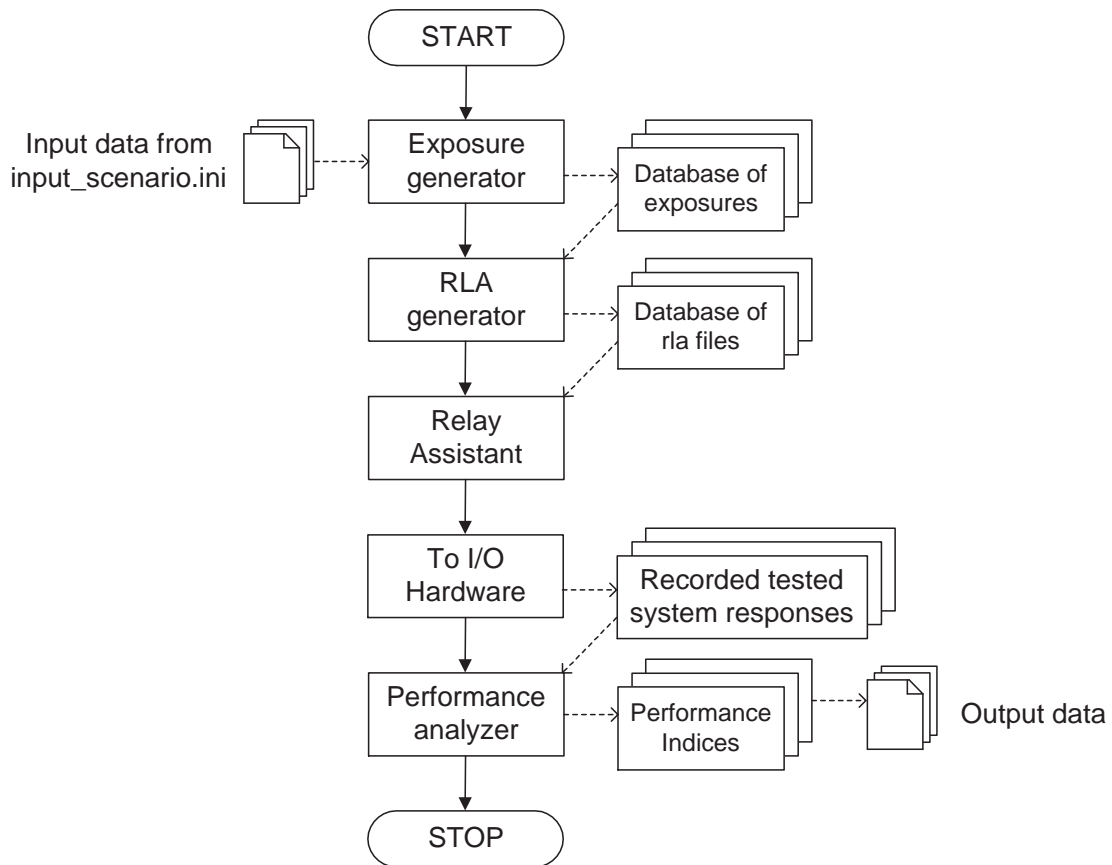 START
Input data from
input_scenario.ini
Exposure
generator
Database of
exposures
RLA
generator
Database of
rla files
Relay
Assistant
To I/O
Hardware
Recorded tested
system responses
Performance
analyzer
Performance
Indices
Output data
STOP